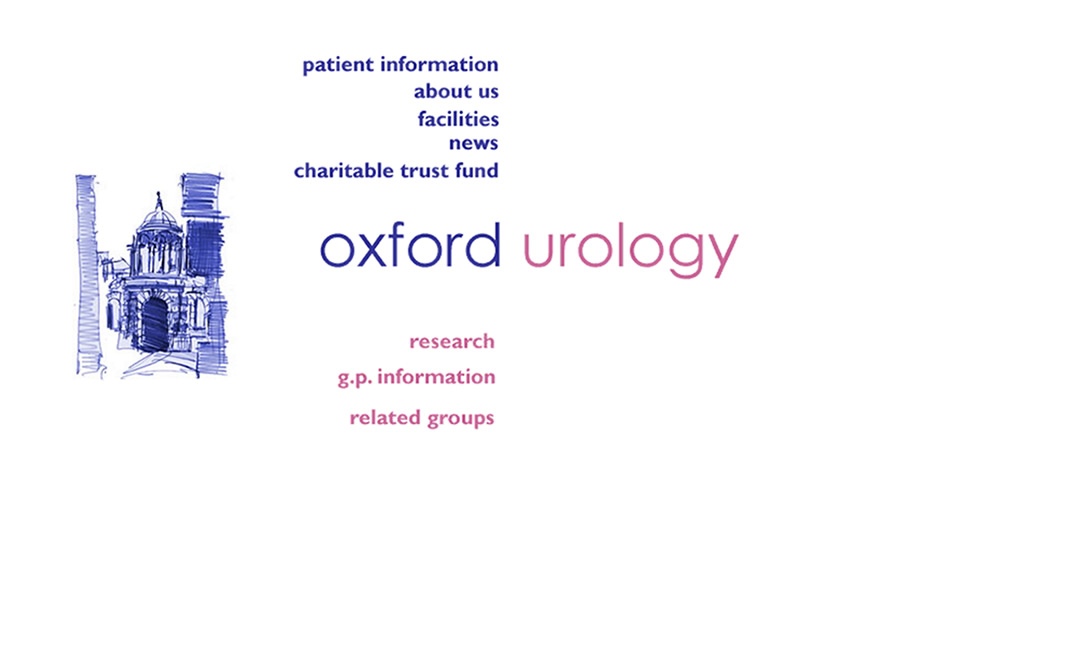 patient information
about us
facilities
news
charitable trust fund
oxford urology
research
g.p. information
related groups